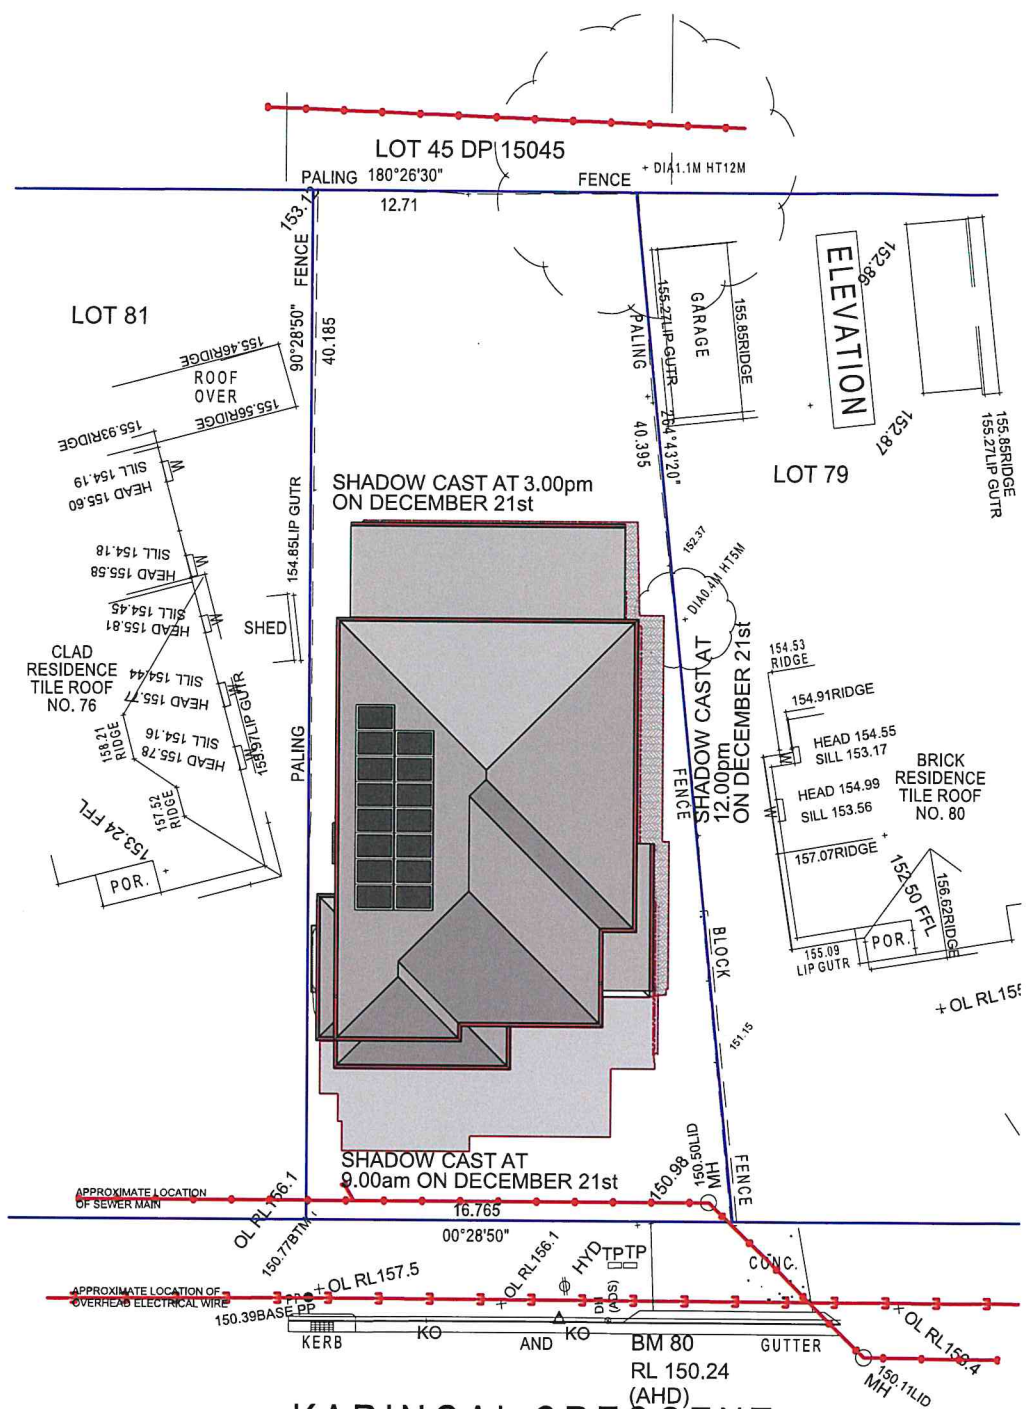 LOT 45 DP 15045
PALING 180°26'30" FENCE
12.71
DIA1.1M HT12M
FENCE
90°28'50"
40.185
LOT 81
155.46RIDGE
ROOF
OVER
155.56RIDGE
155.93RIDGE
SILL 154.19
HEAD 155.60
W
SILL 154.18
HEAD 155.58
W
SILL 154.45
HEAD 155.81
W
SILL 154.44
HEAD 155.77
W
SILL 154.16
HEAD 155.78
W
154.85LIP GUTR
SHED
CLAD
RESIDENCE
TILE ROOF
NO. 76
158.21
RIDGE
157.52
RIDGE
153.24 FFL
POR.
PALING
GARAGE
155.27LIP GUTR
155.85RIDGE
PALING
264°43'20"
40.395
ELEVATION
152.86
152.87
155.85RIDGE
155.27LIP GUTR
LOT 79
SHADOW CAST AT 3.00pm
ON DECEMBER 21st
152.37
DIA0.4M HT5M
SHADOW CAST AT
12.00pm
ON DECEMBER 21st
154.53
RIDGE
154.91RIDGE
HEAD 154.55
SILL 153.17
W
HEAD 154.99
SILL 153.56
W
BRICK
RESIDENCE
TILE ROOF
NO. 80
157.07RIDGE
152.50 FFL
156.62RIDGE
POR.
155.09
LIP GUTR
FENCE
BLOCK
151.15
FENCE
OL RL155
SHADOW CAST AT
9.00am ON DECEMBER 21st
150.98
150.50LID
MH
APPROXIMATE LOCATION
OF SEWER MAIN
OL RL156.1
150.77BTM
16.765
00°28'50"
OL RL157.5
OL RL156.1
HYD
TP TP
CONC.
APPROXIMATE LOCATION OF
OVERHEAD ELECTRICAL WIRE
PP
150.39BASE PP
DH
(ADS)
KERB KO AND KO GUTTER
BM 80
RL 150.24
(AHD)
150.11LID
MH
KARINGAL CRESCENT